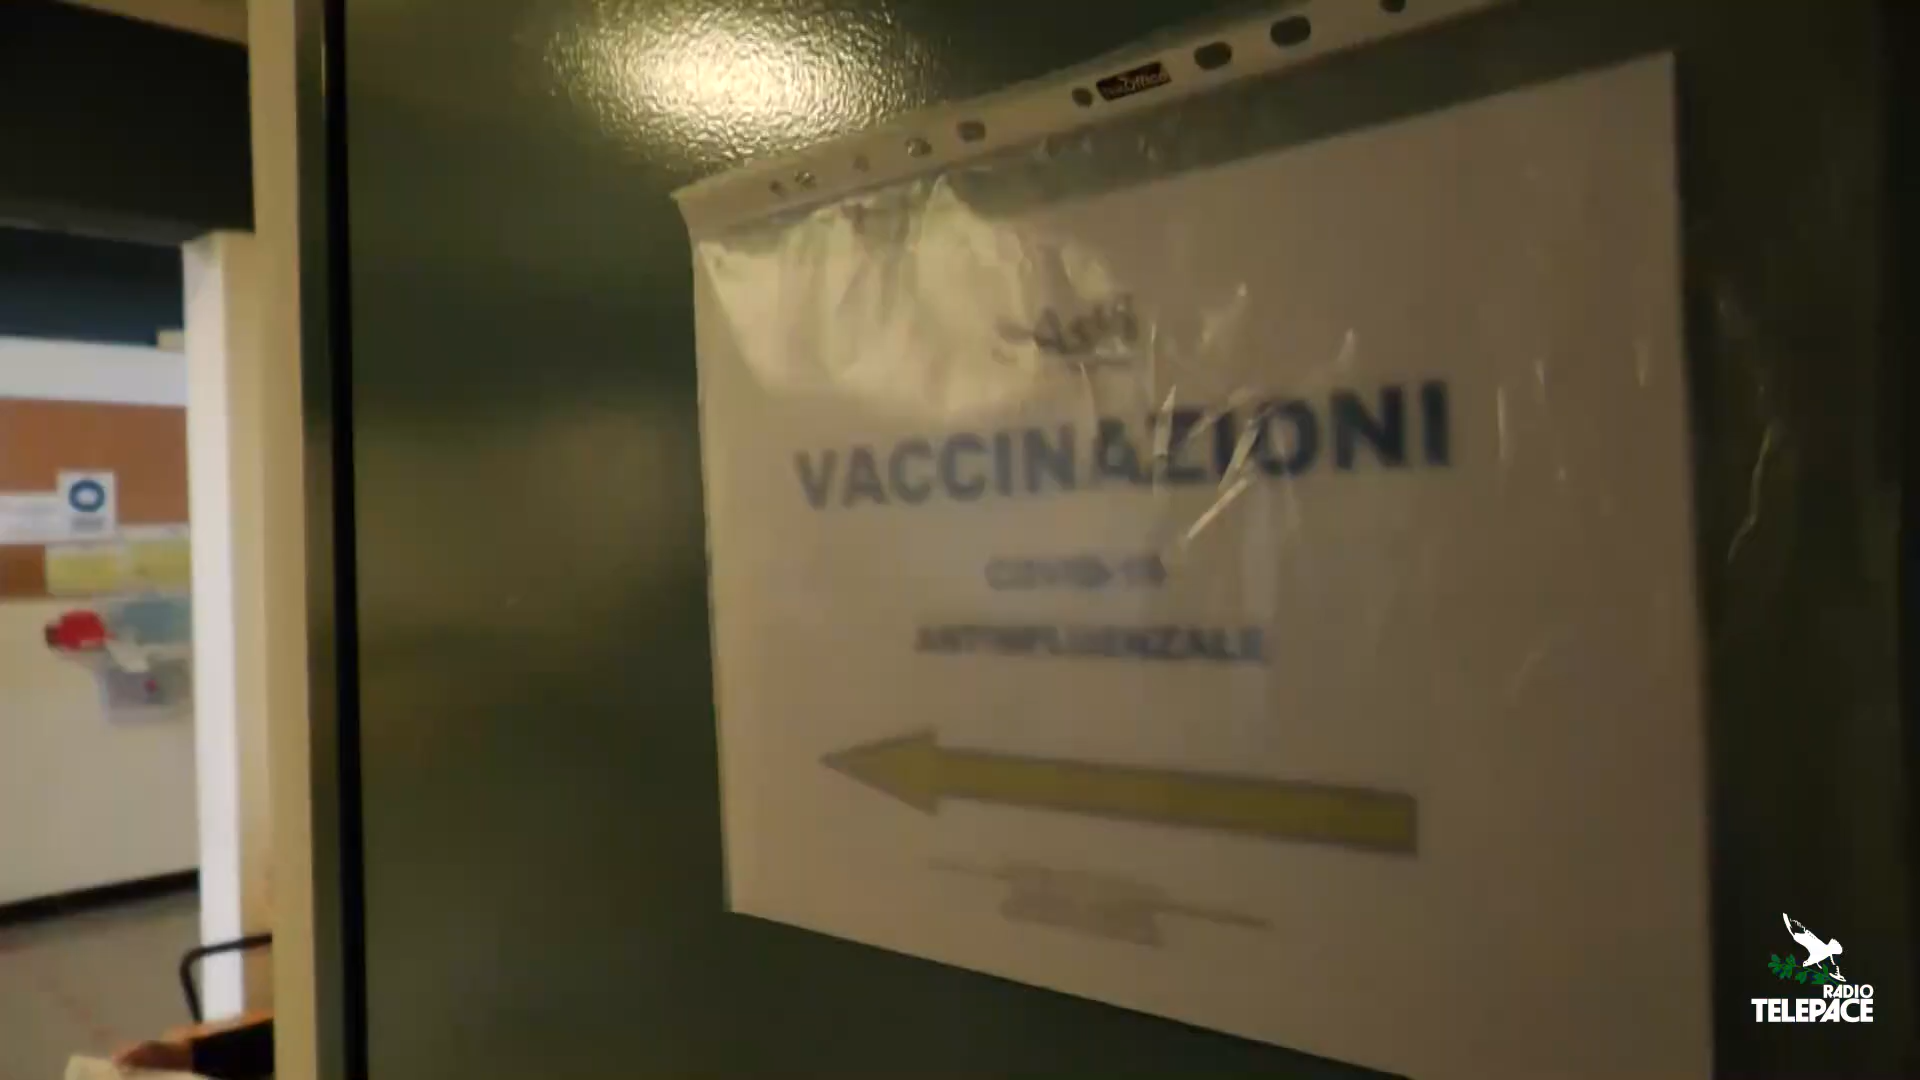 VACCINAZIONI
COVID-19
ANTINFLUENZALE
RADIO
TELEPACE